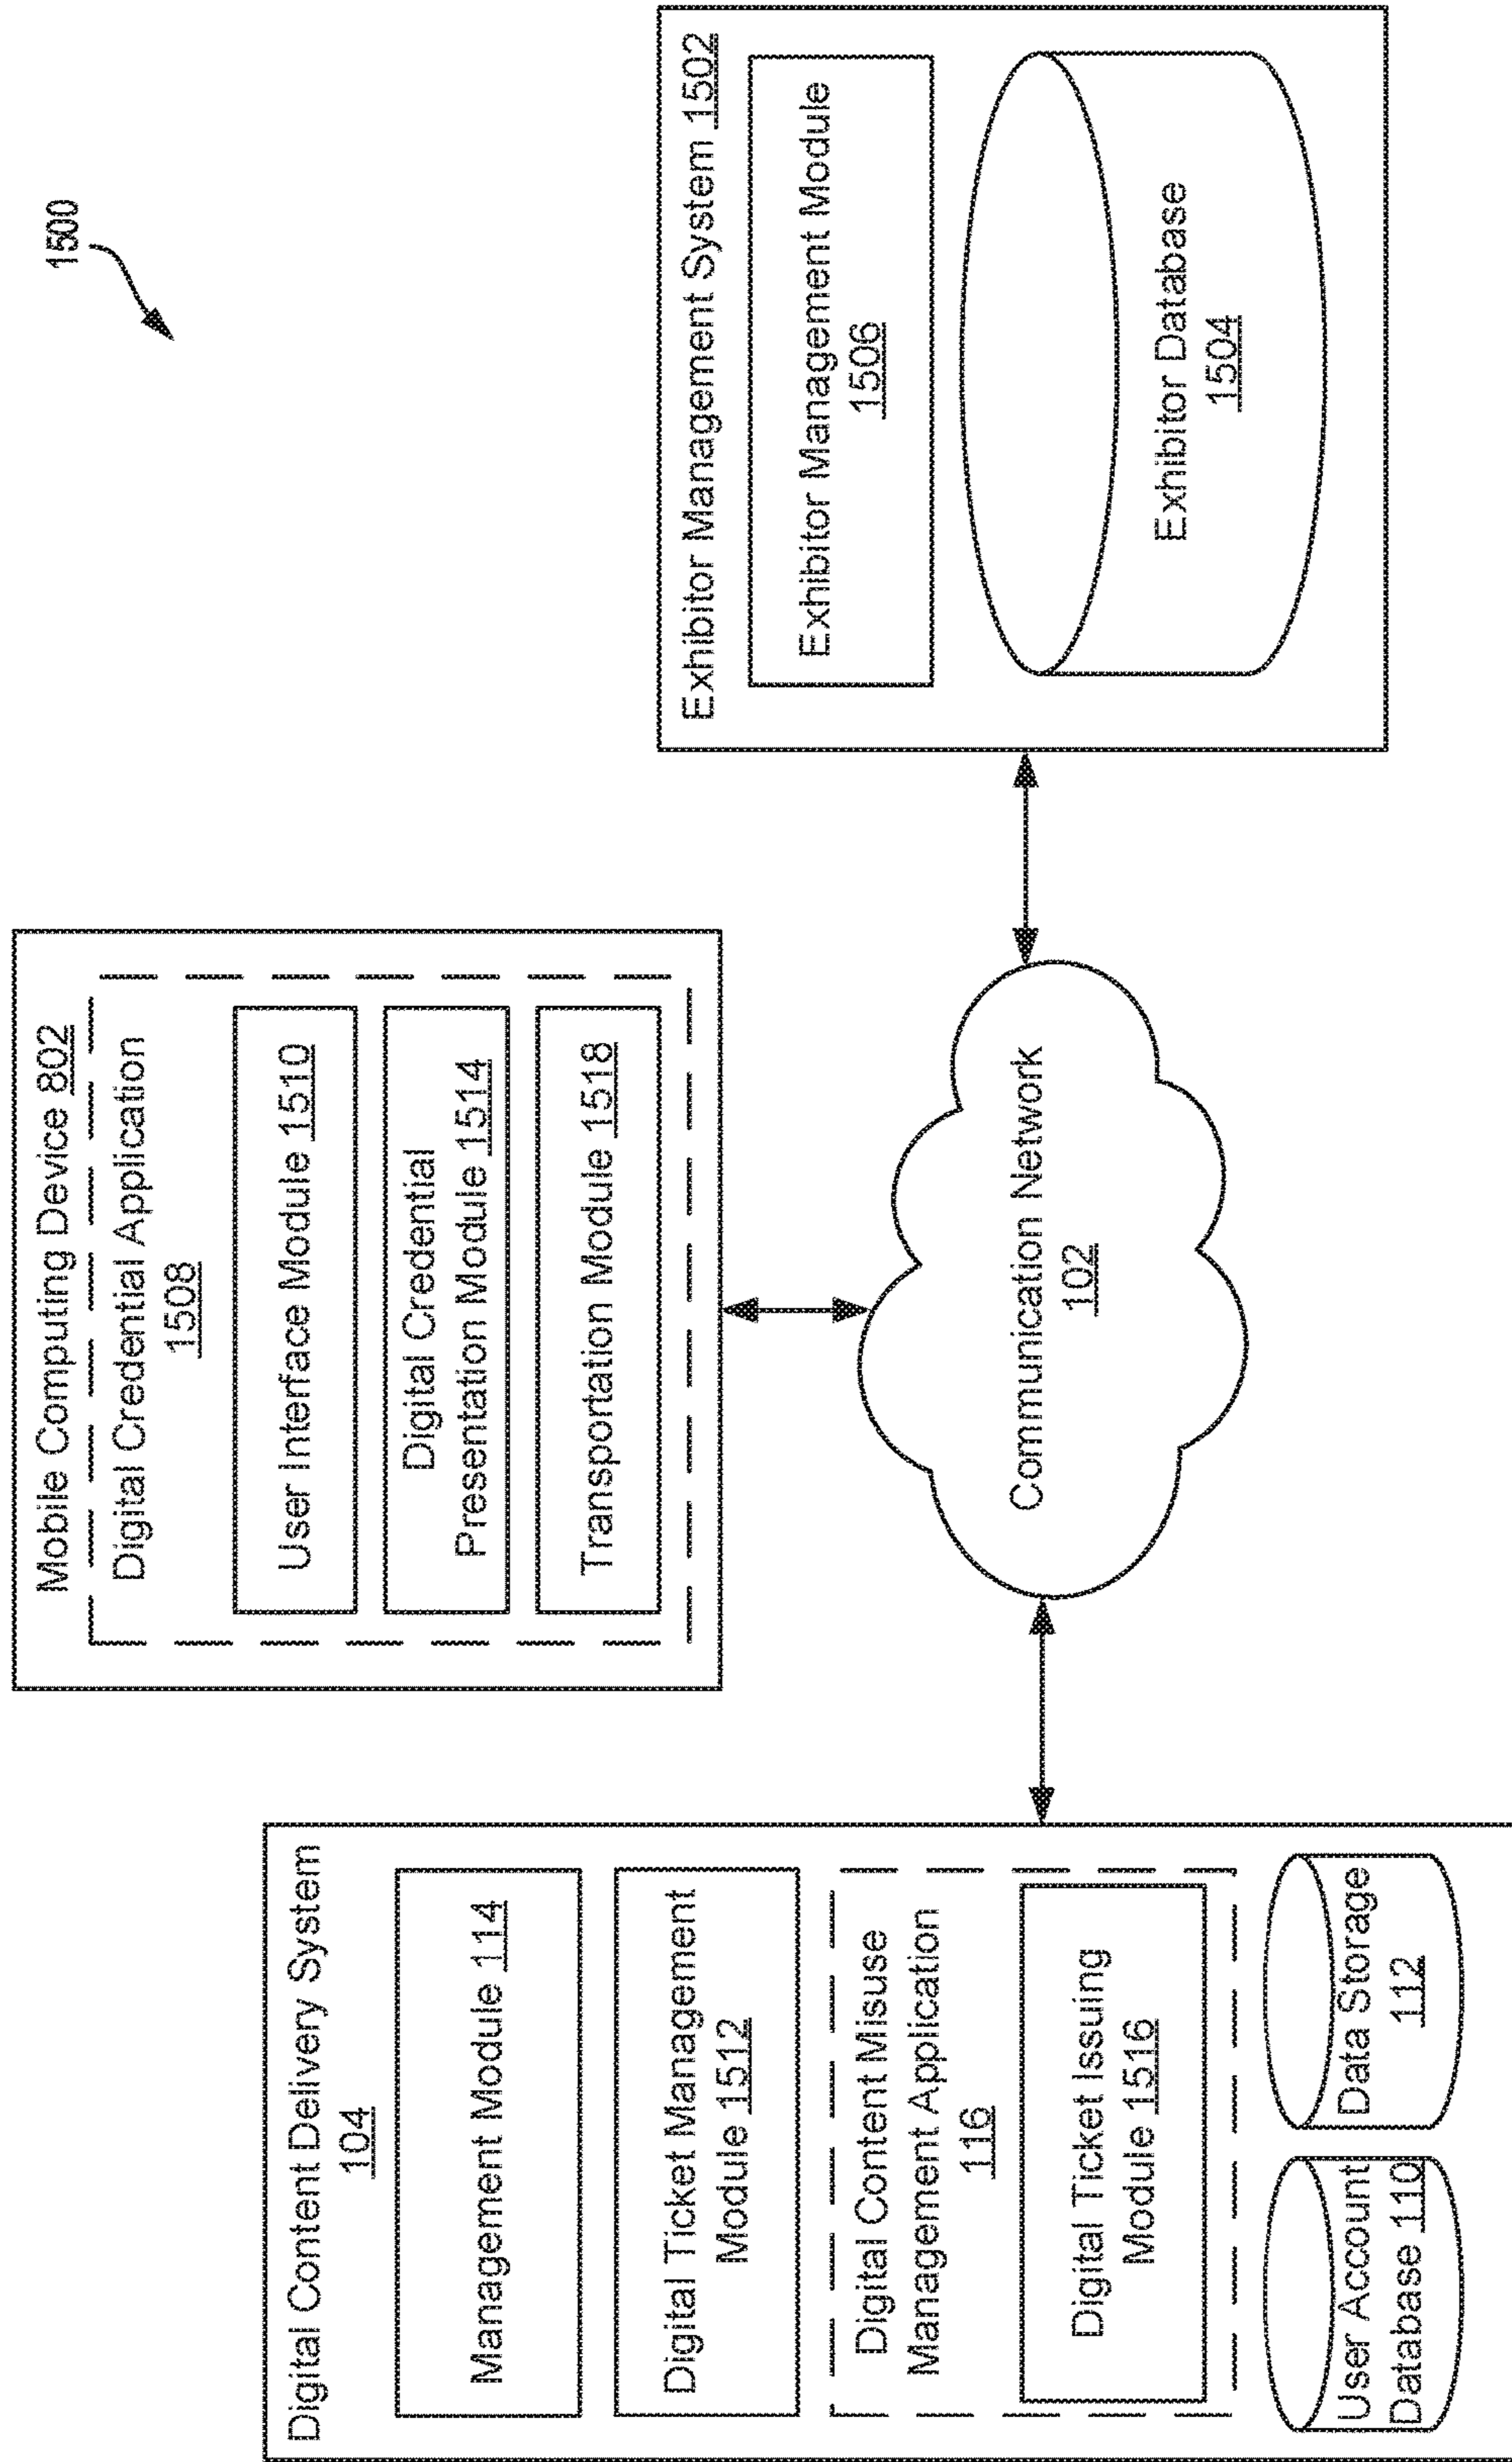 1500
Digital Content Delivery System
104
Management Module 114
Digital Ticket Management
Module 1512
Digital Content Misuse
Management Application
116
Digital Ticket Issuing
Module 1516
User Account
Database 110
Data Storage
112
Mobile Computing Device 802
Digital Credential Application
1508
User Interface Module 1510
Digital Credential
Presentation Module 1514
Transportation Module 1518
Communication Network
102
Exhibitor Management System 1502
Exhibitor Management Module
1506
Exhibitor Database
1504